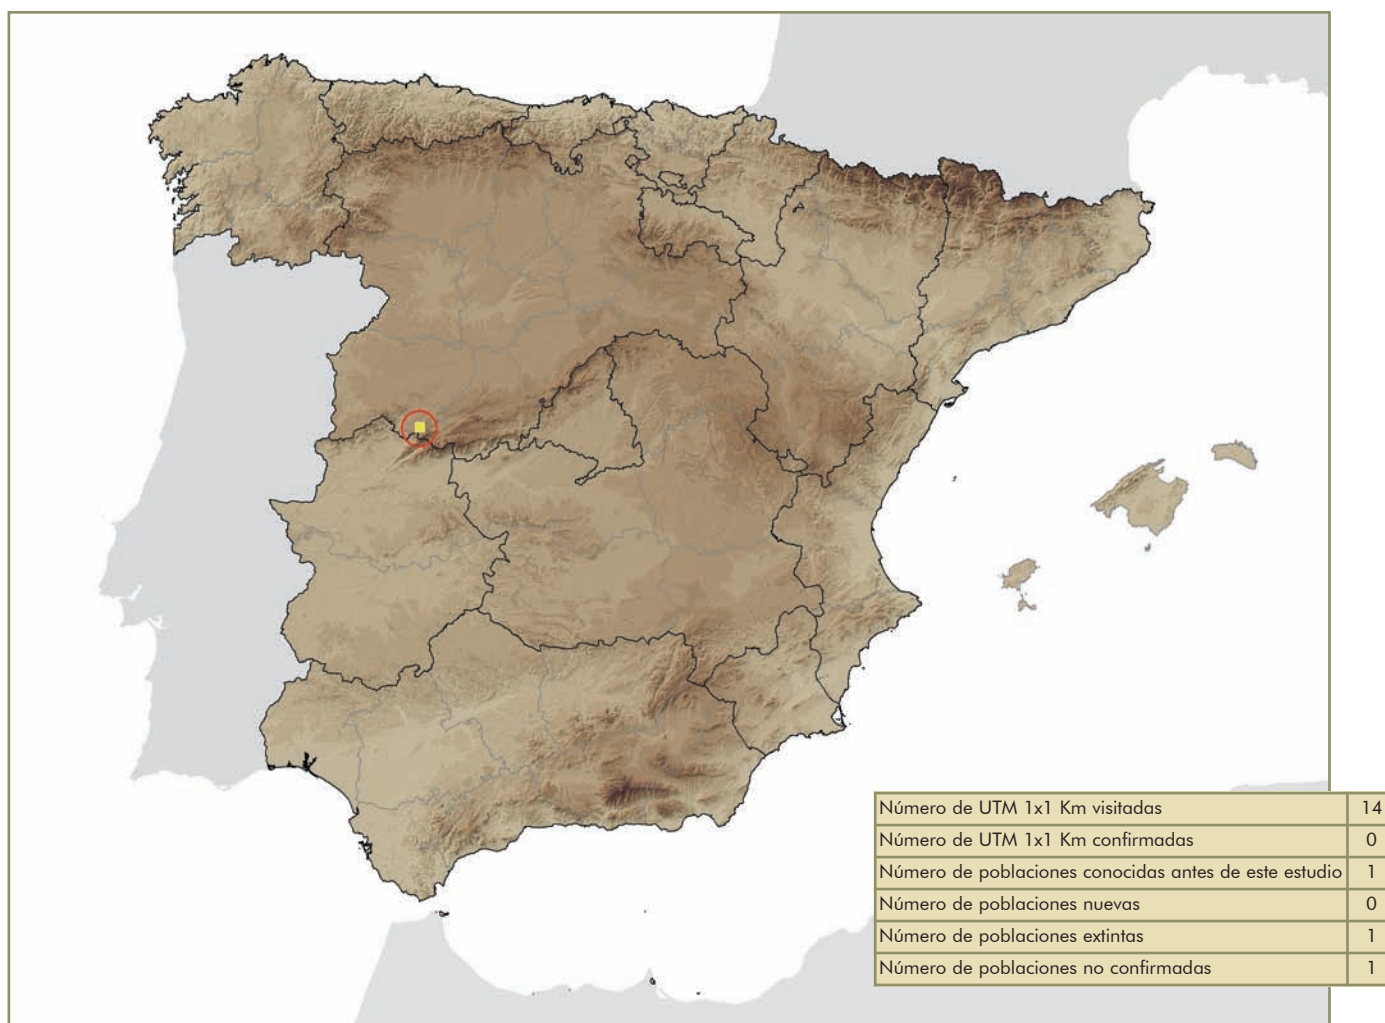 Número de UTM 1x1 Km visitadas 14
Número de UTM 1x1 Km confirmadas 0
Número de poblaciones conocidas antes de este estudio 1
Número de poblaciones nuevas 0
Número de poblaciones extintas 1
Número de poblaciones no confirmadas 1